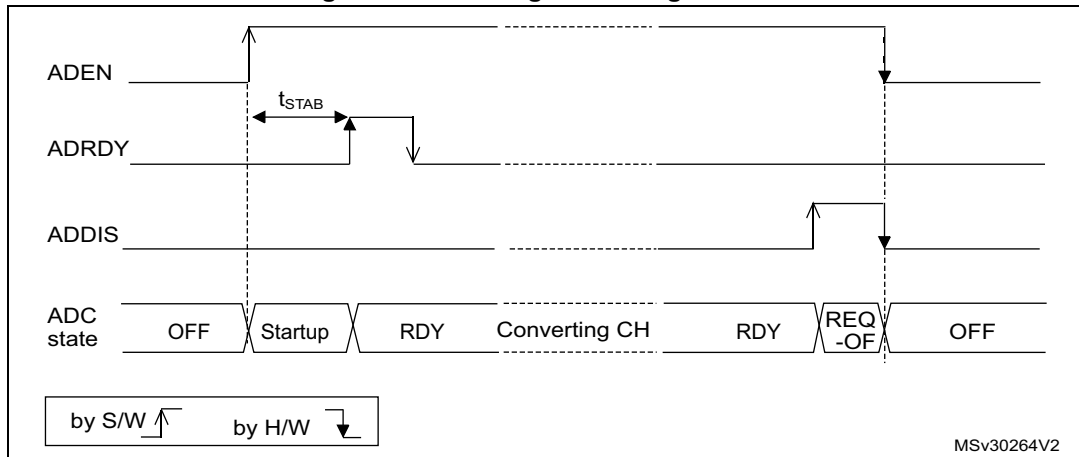 ADEN
tSTAB
ADRDY
ADDIS
ADC
state
OFF
Startup
RDY
Converting CH
RDY
REQ
-OF
OFF
by S/W
by H/W
MSv30264V2